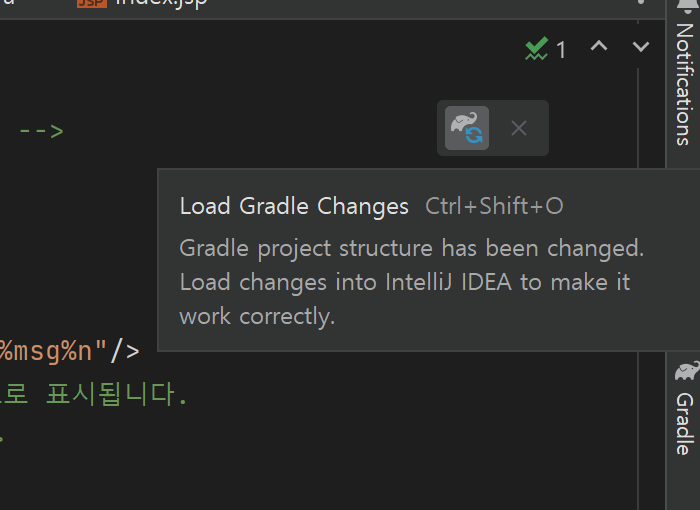 JSP index.jsp
1
Notifications
-->
Load Gradle Changes Ctrl+Shift+O
Gradle project structure has been changed.
Load changes into IntelliJ IDEA to make it
work correctly.
%msg%n"/>
로 표시됩니다.
.
Gradle